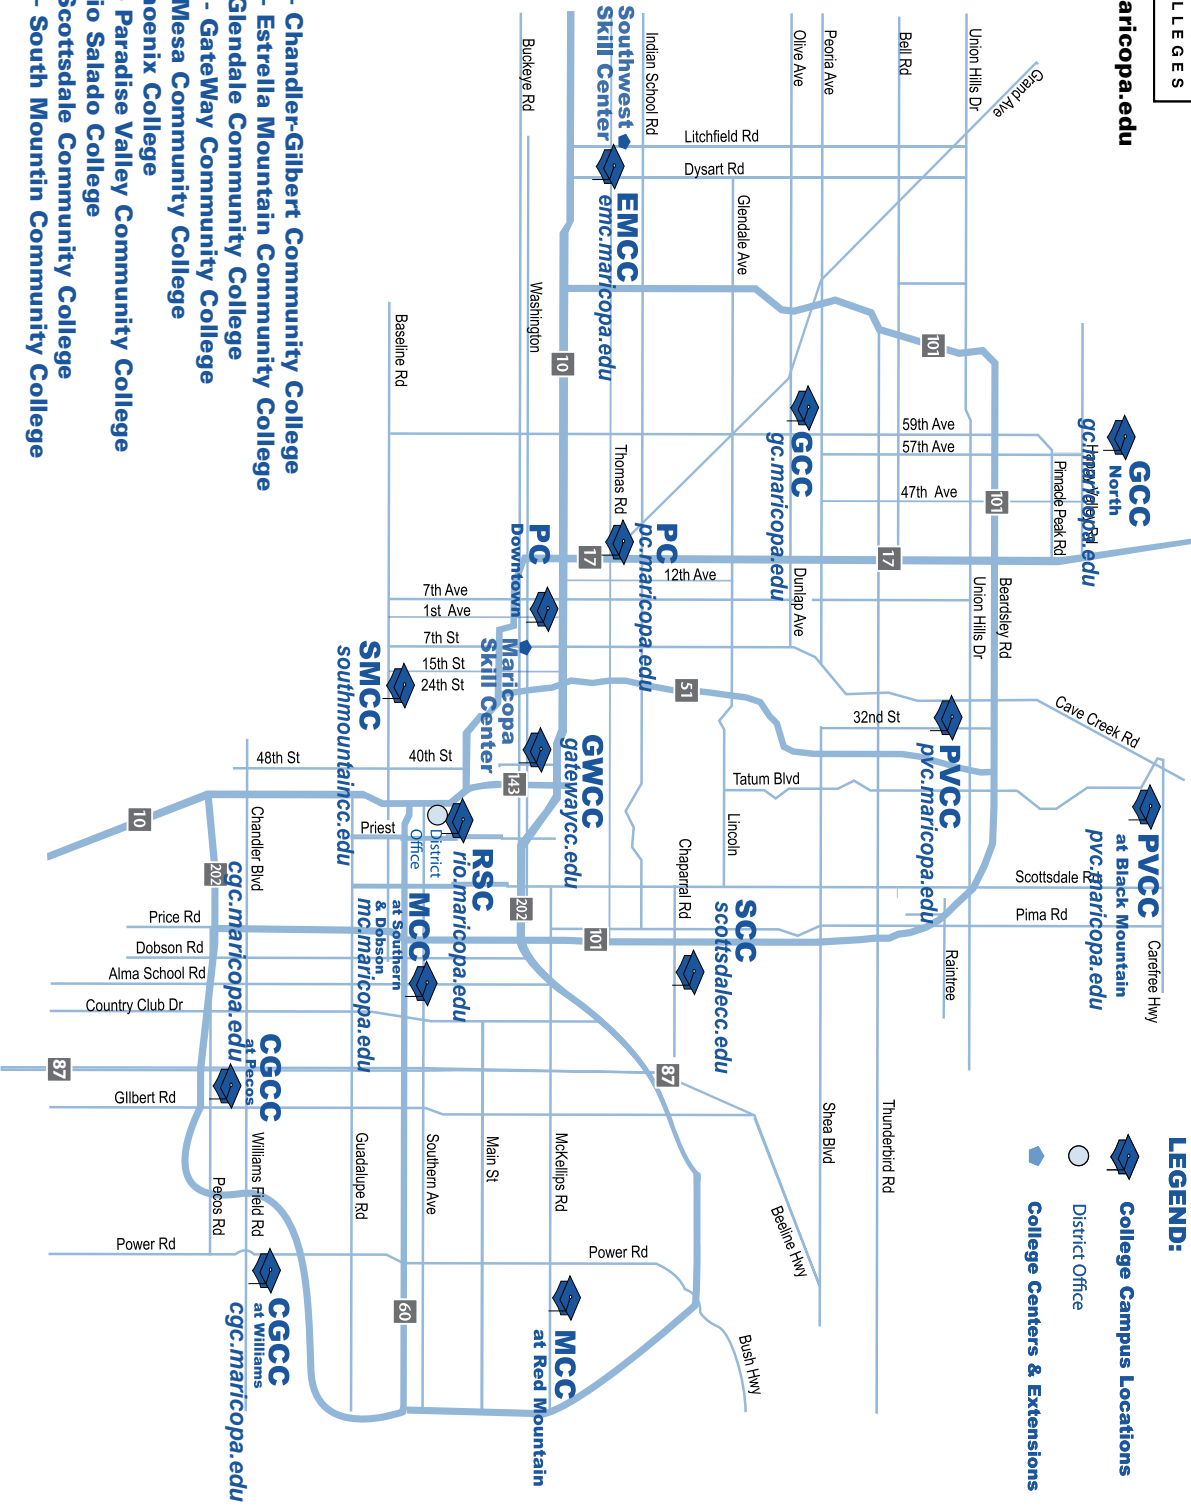 LLEGES
aricopa.edu
LEGEND:
College Campus Locations
District Office
College Centers & Extensions
GCC
North
gc.maricopa.edu
Happy Valley Rd
Pinnacle Peak Rd
PVCC
at Black Mountain
pvc.maricopa.edu
Carefree Hwy
Cave Creek Rd
Scottsdale Rd
Pima Rd
Grand Ave
Union Hills Dr
Bell Rd
Peoria Ave
Olive Ave
Indian School Rd
Southwest
Skill Center
Buckeye Rd
Litchfield Rd
Dysart Rd
Glendale Ave
EMCC
emc.maricopa.edu
Washington
Baseline Rd
10
101
59th Ave
57th Ave
47th Ave
101
GCC
gc.maricopa.edu
Thomas Rd
PC
pc.maricopa.edu
17
17
12th Ave
Dunlap Ave
Union Hills Dr
Beardsley Rd
PC
Downtown
7th Ave
1st Ave
7th St
15th St
24th St
Maricopa
Skill Center
SMCC
southmountaincc.edu
51
32nd St
PVCC
pvc.maricopa.edu
Tatum Blvd
Lincoln
GWCC
gatewaycc.edu
143
40th St
48th St
10
Priest
District
Office
RSC
rio.maricopa.edu
Chandler Blvd
202
202
101
Chaparral Rd
SCC
scottsdalecc.edu
Raintree
MCC
at Southern
& Dobson
mc.maricopa.edu
Price Rd
Dobson Rd
Alma School Rd
Country Club Dr
cgc.maricopa.edu
CGCC
at Pecos
87
87
GIlbert Rd
Shea Blvd
Thunderbird Rd
McKellips Rd
Main St
Southern Ave
Guadalupe Rd
Williams Field Rd
Pecos Rd
Beeline Hwy
Power Rd
Power Rd
Bush Hwy
60
MCC
at Red Mountain
CGCC
at Williams
cgc.maricopa.edu
- Chandler-Gilbert Community College
- Estrella Mountain Community College
Glendale Community College
- GateWay Community College
Mesa Community College
hoenix College
Paradise Valley Community College
io Salado College
Scottsdale Community College
- South Mountin Community College